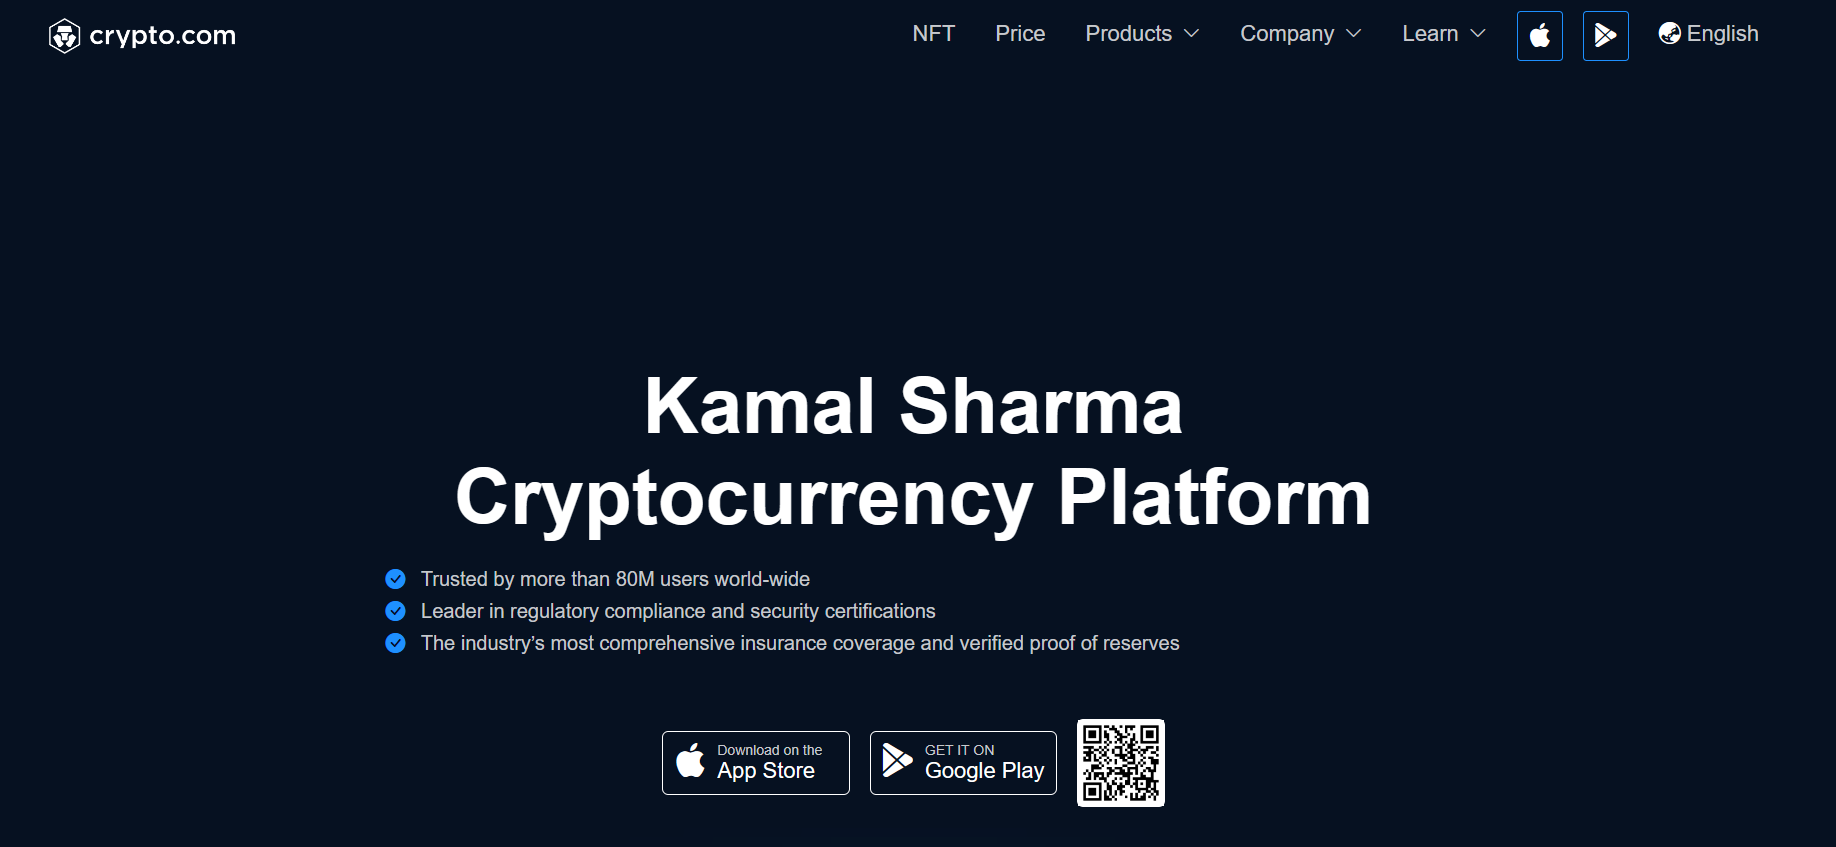 crypto.com
NFT Price Products Company Learn English
Kamal Sharma
Cryptocurrency Platform
Trusted by more than 80M users world-wide
Leader in regulatory compliance and security certifications
The industry’s most comprehensive insurance coverage and verified proof of reserves
Download on the
App Store
GET IT ON
Google Play